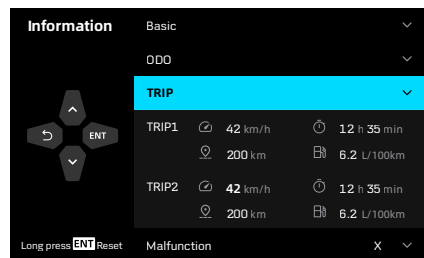 Information
Basic
ODO
TRIP
ENT
TRIP1 42 km/h 12 h 35 min
200 km 6.2 L/100km
TRIP2 42 km/h 12 h 35 min
200 km 6.2 L/100km
Long press ENT Reset
Malfunction X